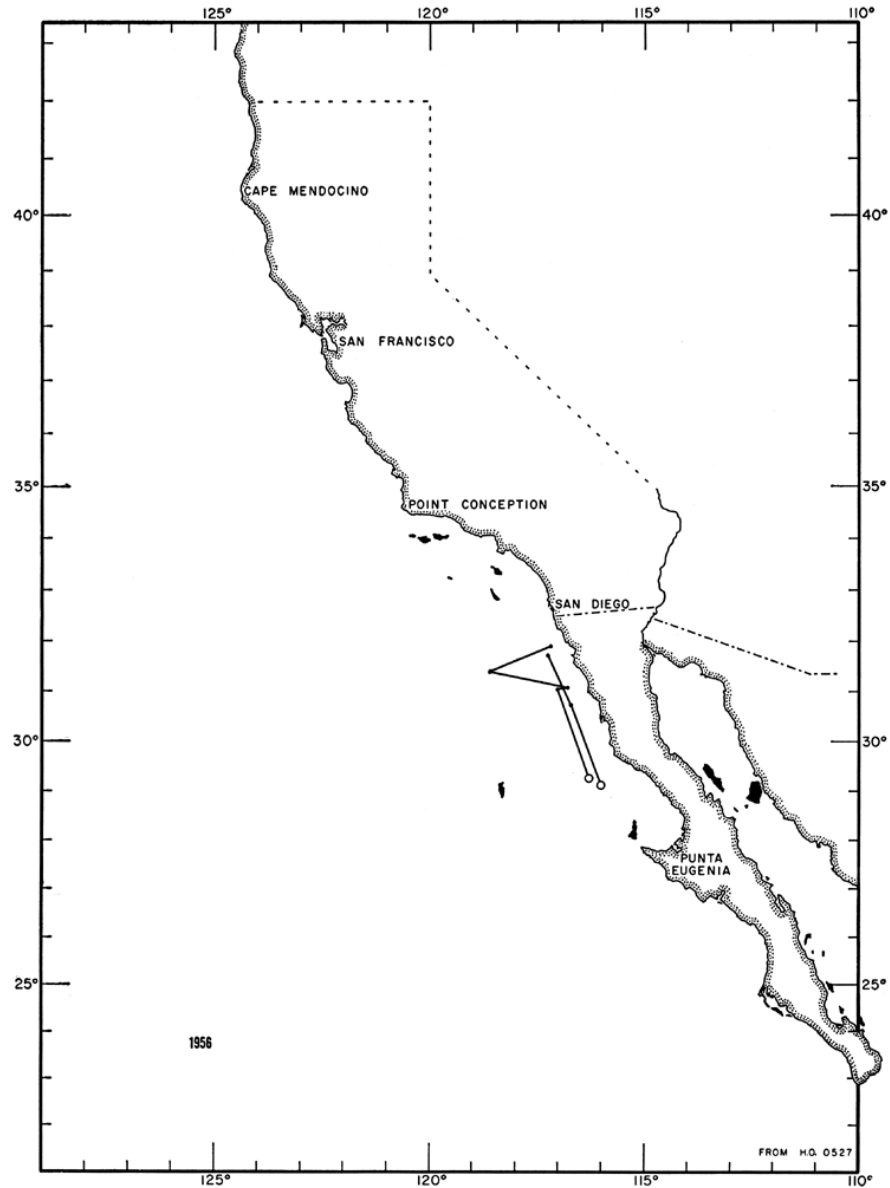 125° 120° 115° 110°
CAPE MENDOCINO
40° 40°
SAN FRANCISCO
35° 35°
POINT CONCEPTION
SAN DIEGO
30° 30°
PUNTA
EUGENIA
25° 25°
1956
FROM H.O. 0527
125° 120° 115° 110°